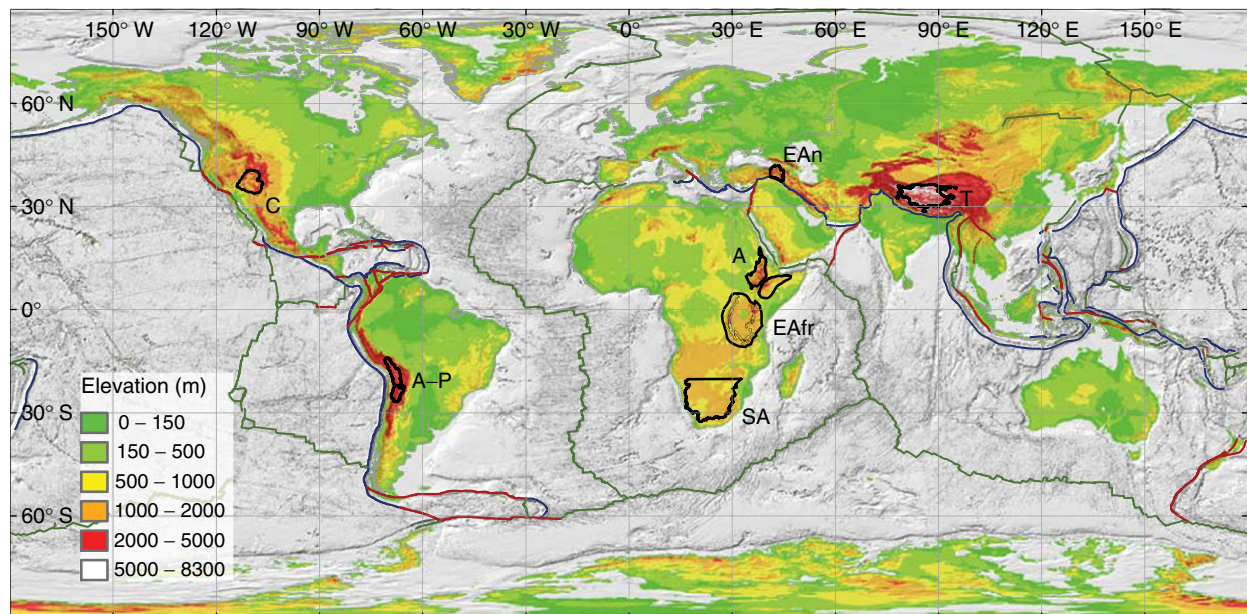 150° W 120° W 90° W 60° W 30° W 0° 30° E 60° E 90° E 120° E 150° E
60° N
EAn
C
30° N
T
A
0°
EAfr
A–P
Elevation (m)
30° S
SA
0 – 150
150 – 500
500 – 1000
1000 – 2000
60° S
2000 – 5000
5000 – 8300